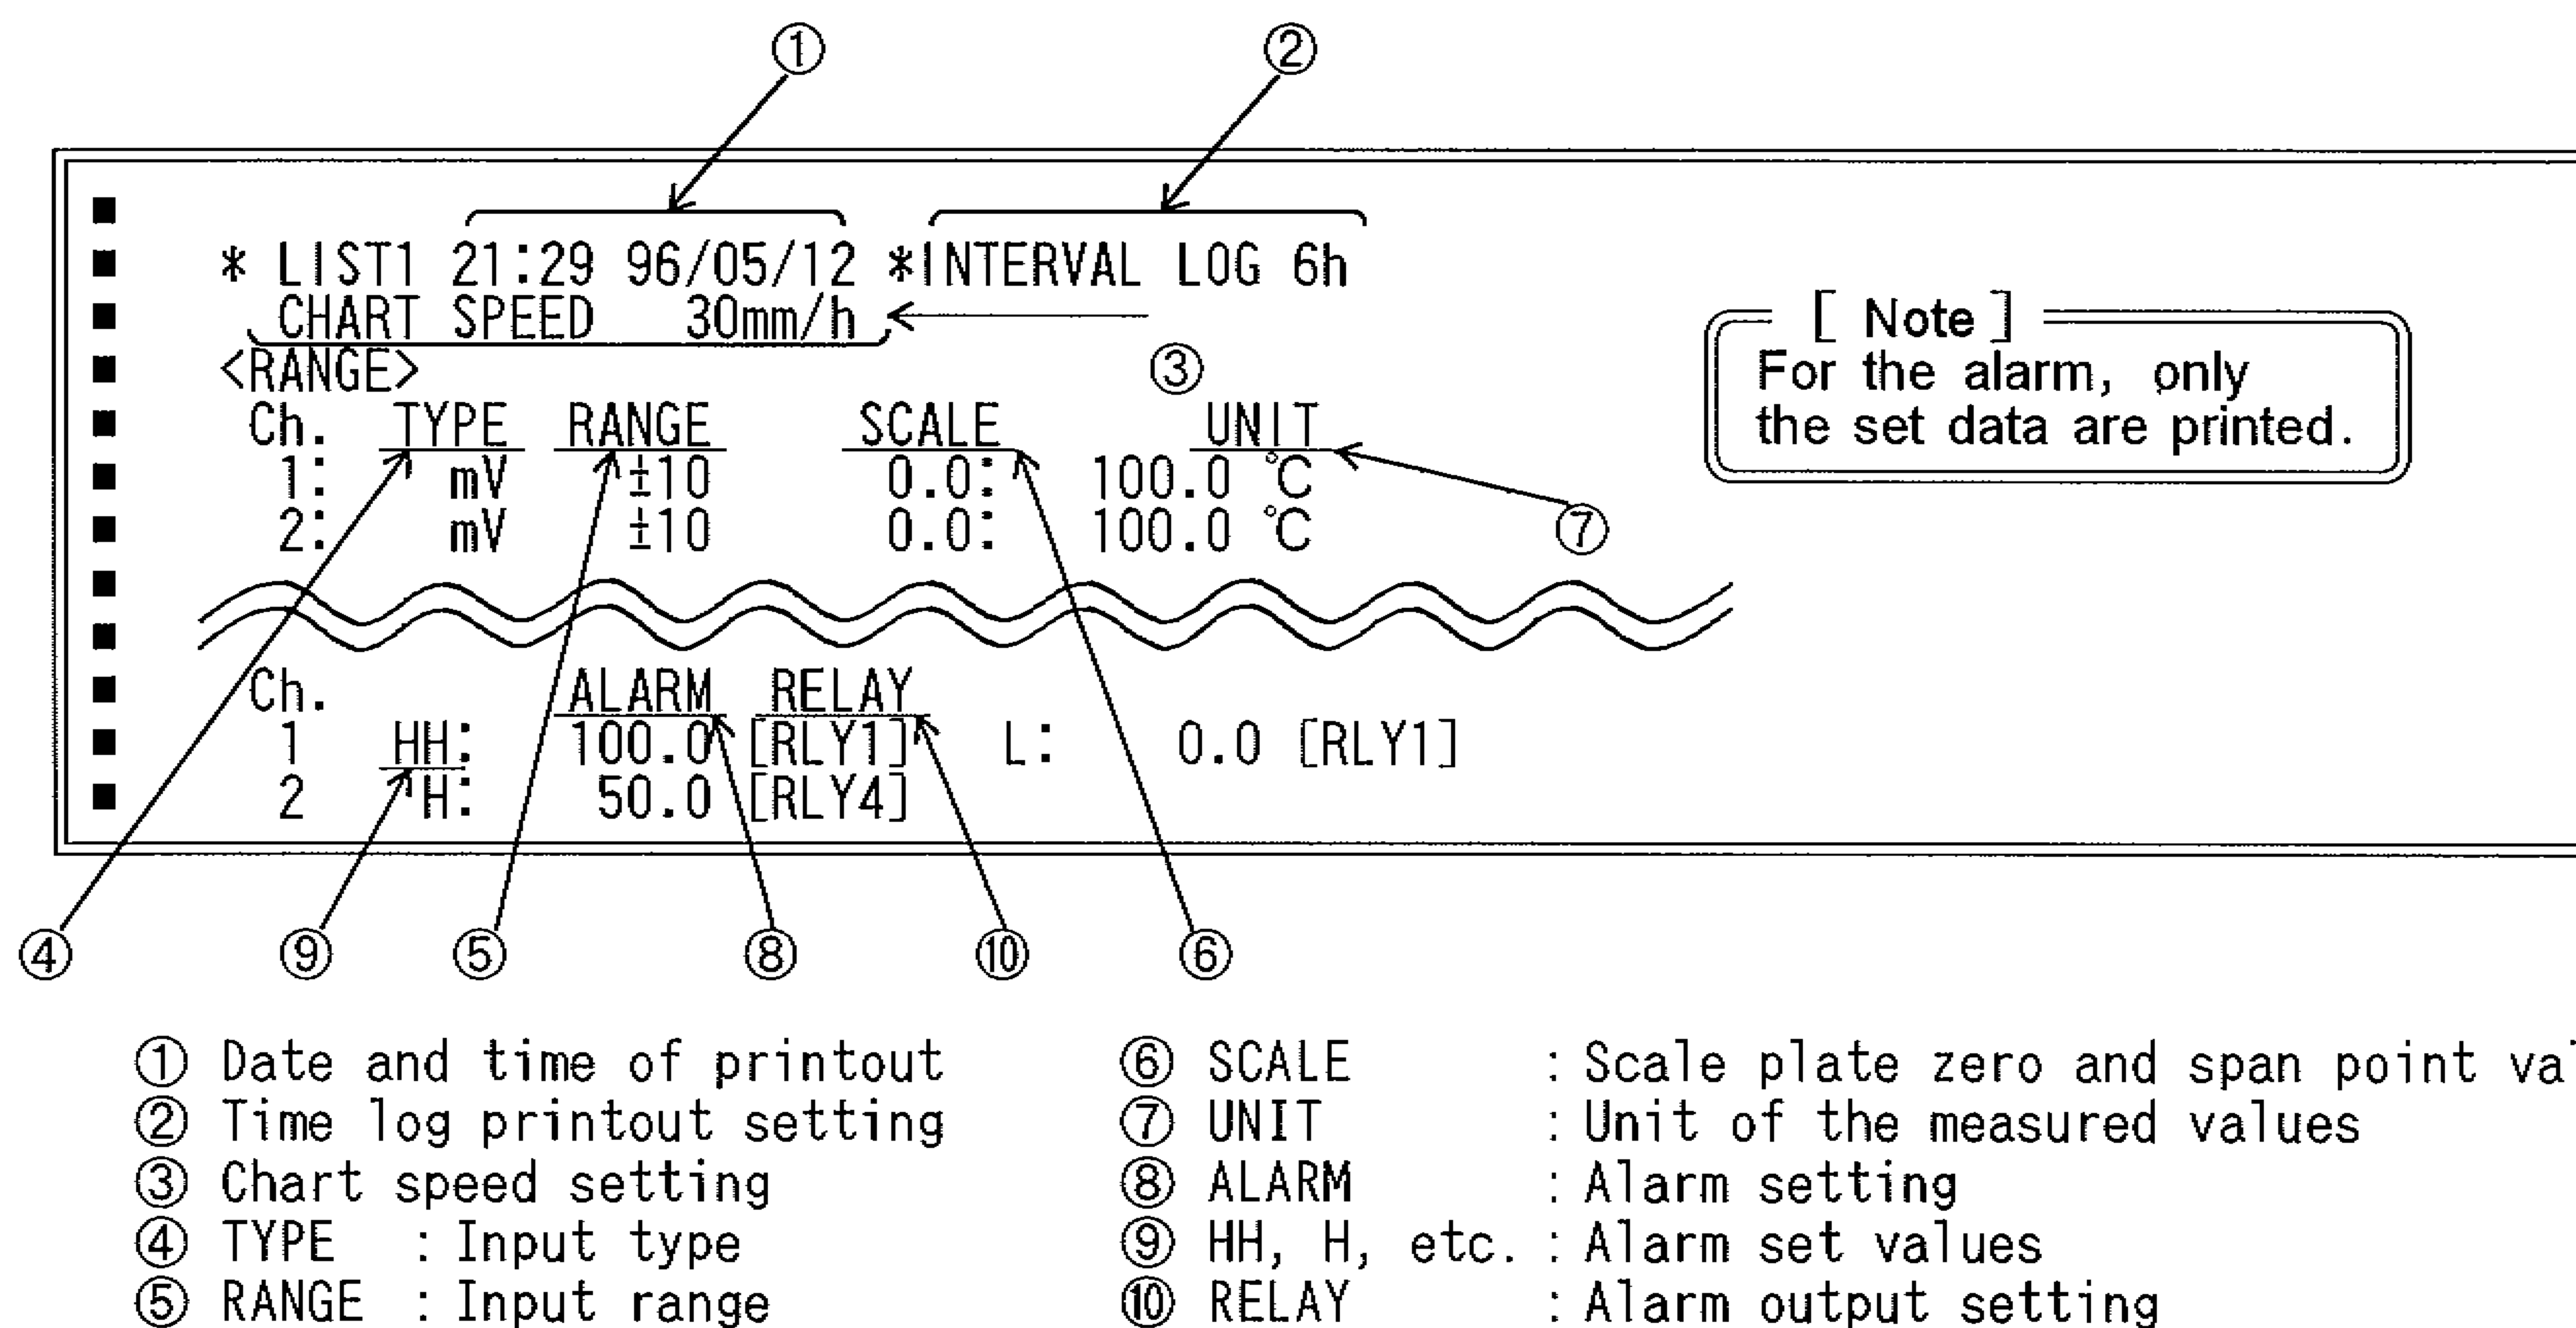 ① ②
* LIST1 21:29 96/05/12 *INTERVAL LOG 6h
CHART SPEED 30mm/h
<RANGE>
③
Ch. TYPE RANGE SCALE UNIT
1: mV ±10 0.0: 100.0 °C
2: mV ±10 0.0: 100.0 °C
⑦
[ Note ]
For the alarm, only
the set data are printed.
Ch. ALARM RELAY
1 HH: 100.0 [RLY1] L: 0.0 [RLY1]
2 H: 50.0 [RLY4]
④ ⑨ ⑤ ⑧ ⑩ ⑥
① Date and time of printout
② Time log printout setting
③ Chart speed setting
④ TYPE : Input type
⑤ RANGE : Input range
⑥ SCALE : Scale plate zero and span point
⑦ UNIT : Unit of the measured values
⑧ ALARM : Alarm setting
⑨ HH, H, etc. : Alarm set values
⑩ RELAY : Alarm output setting